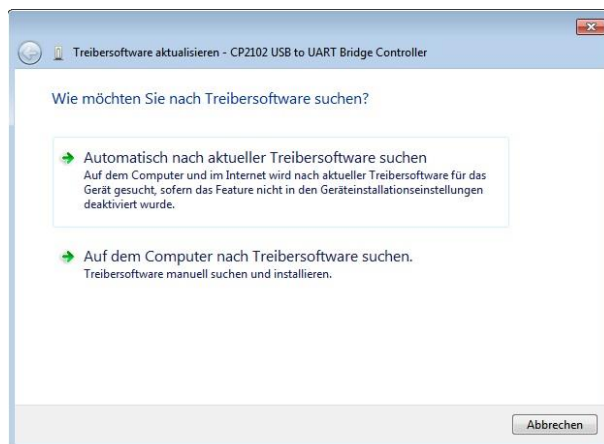 Treibersoftware aktualisieren - CP2102 USB to UART Bridge Controller
Wie möchten Sie nach Treibersoftware suchen?
Automatisch nach aktueller Treibersoftware suchen
Auf dem Computer und im Internet wird nach aktueller Treibersoftware für das
Gerät gesucht, sofern das Feature nicht in den Geräteinstallationseinstellungen
deaktiviert wurde.
Auf dem Computer nach Treibersoftware suchen.
Treibersoftware manuell suchen und installieren.
Abbrechen